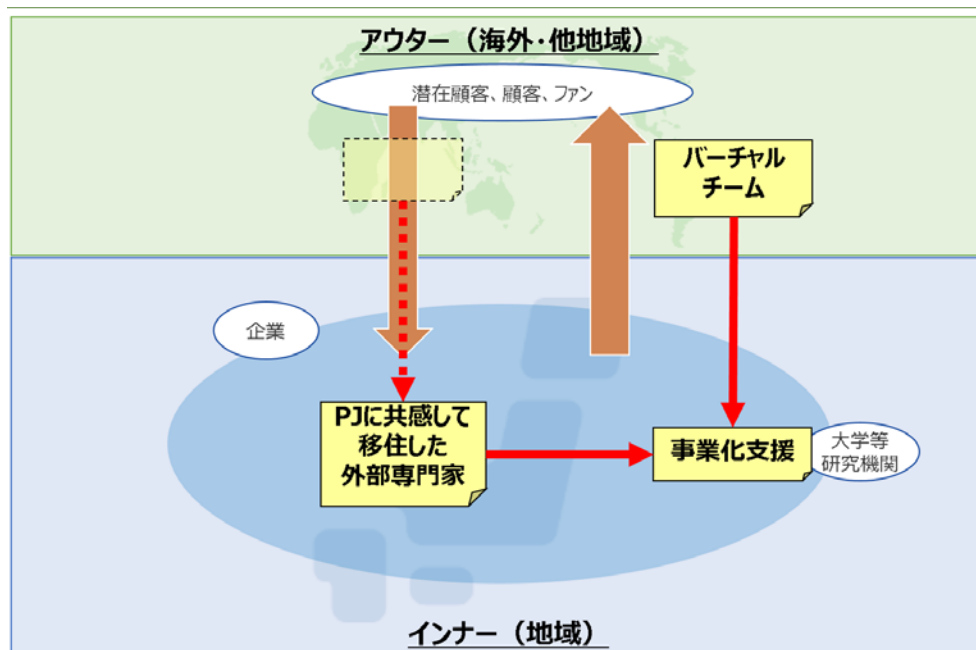 アウター（海外・他地域）
潜在顧客、顧客、ファン
バーチャル
チーム
企業
PJに共感して
移住した
外部専門家
事業化支援
大学等
研究機関
インナー（地域）